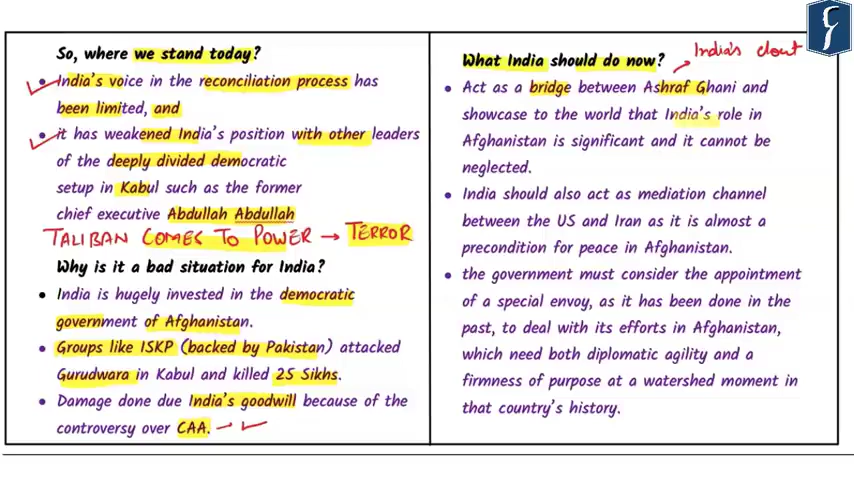 So, where we stand today?
India's voice in the reconciliation process has
been limited, and
it has weakened India's position with other leaders
of the deeply divided democratic
setup in Kabul such as the former
chief executive Abdullah Abdullah
TALIBAN COMES TO POWER → TERROR
Why is it a bad situation for India?
India is hugely invested in the democratic
government of Afghanistan.
Groups like ISKP (backed by Pakistan) attacked
Gurudwara in Kabul and killed 25 Sikhs.
Damage done due India's goodwill because of the
controversy over CAA.
India's clout
What India should do now?
Act as a bridge between Ashraf Ghani and
showcase to the world that India's role in
Afghanistan is significant and it cannot be
neglected.
India should also act as mediation channel
between the US and Iran as it is almost a
precondition for peace in Afghanistan.
the government must consider the appointment
of a special envoy, as it has been done in the
past, to deal with its efforts in Afghanistan,
which need both diplomatic agility and a
firmness of purpose at a watershed moment in
that country's history.